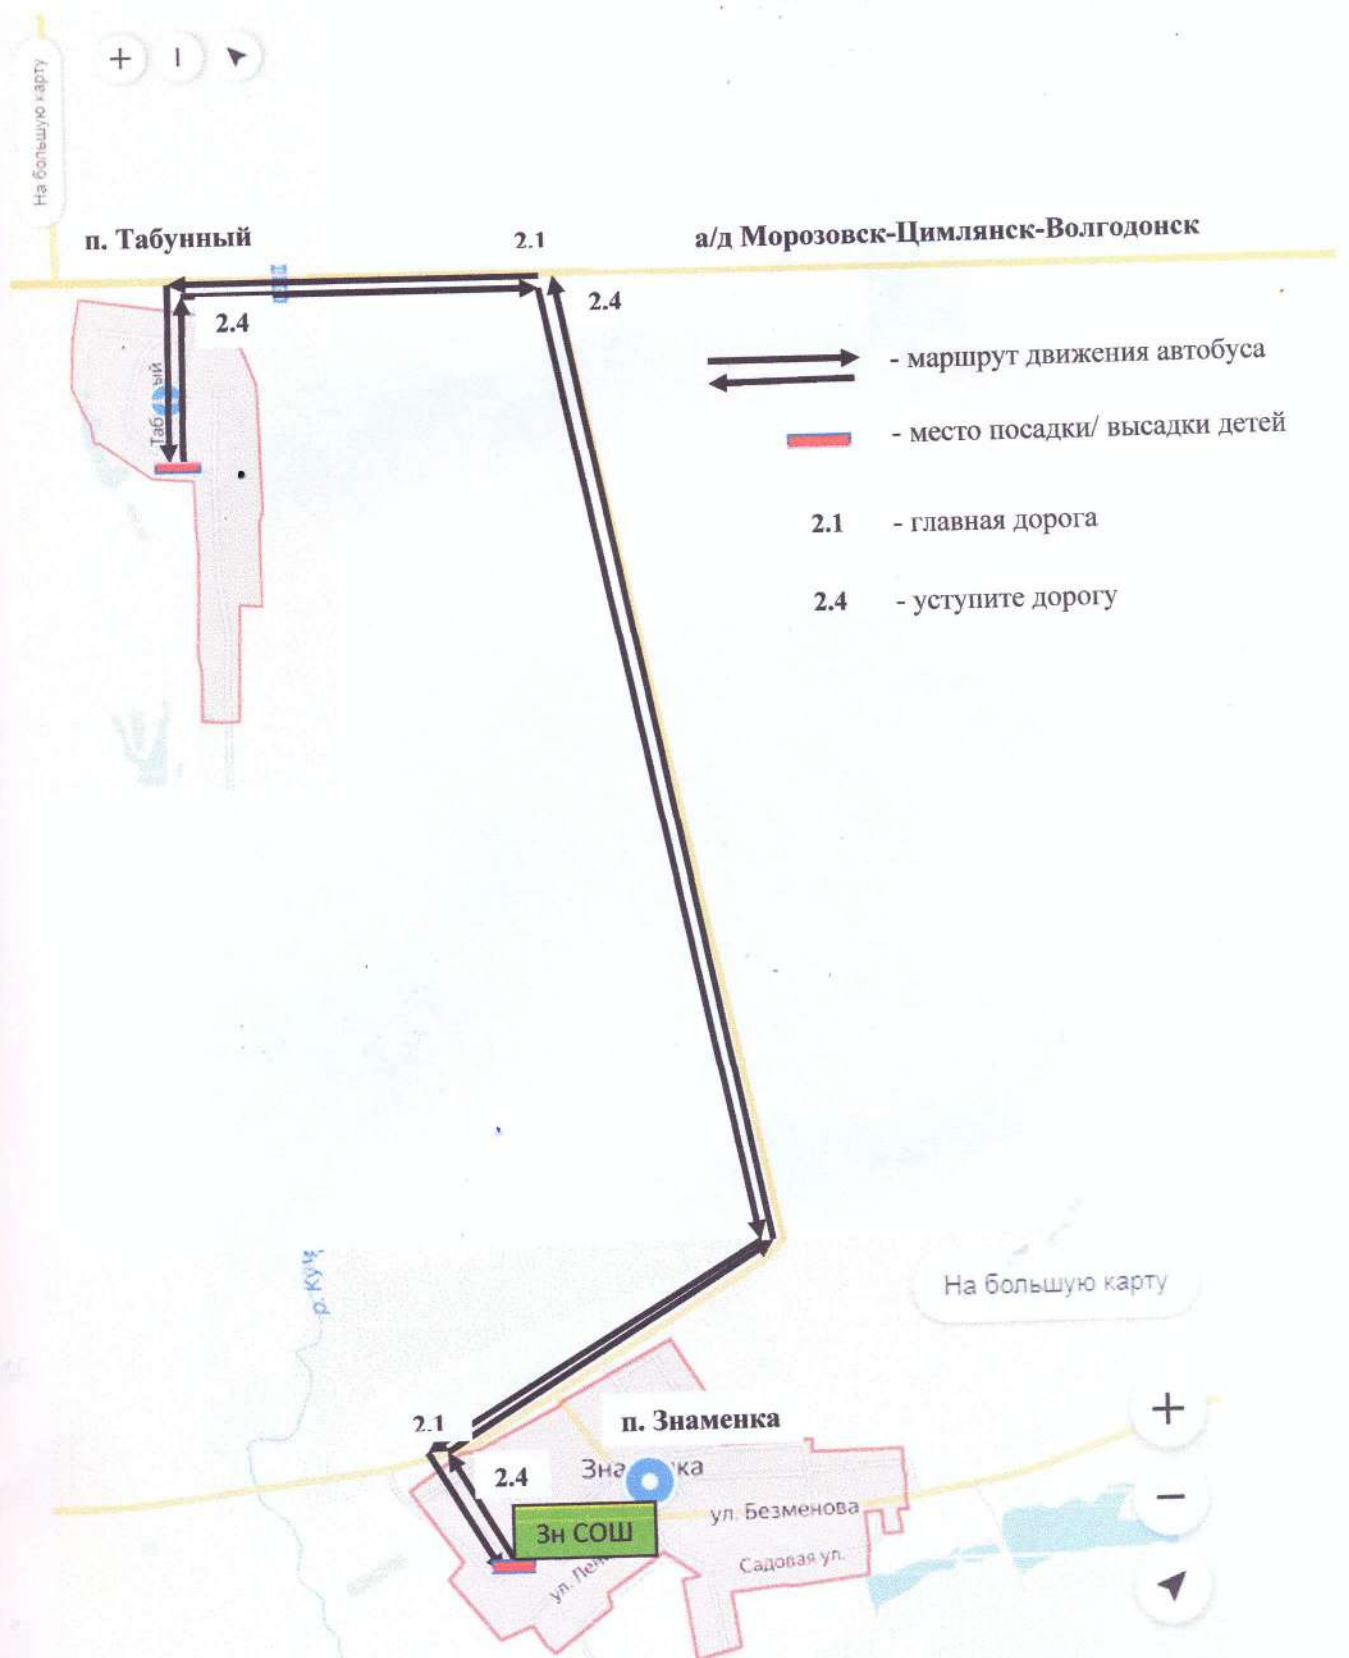 На большую карту
п. Табунный
2.1
а/д Морозовск-Цимлянск-Волгодонск
2.4
2.4
- маршрут движения автобуса
- место посадки/ высадки детей
2.1 - главная дорога
2.4 - уступите дорогу
На большую карту
2.1
п. Знаменка
2.4
Зн СОШ
ул. Безменова
Садовая ул.